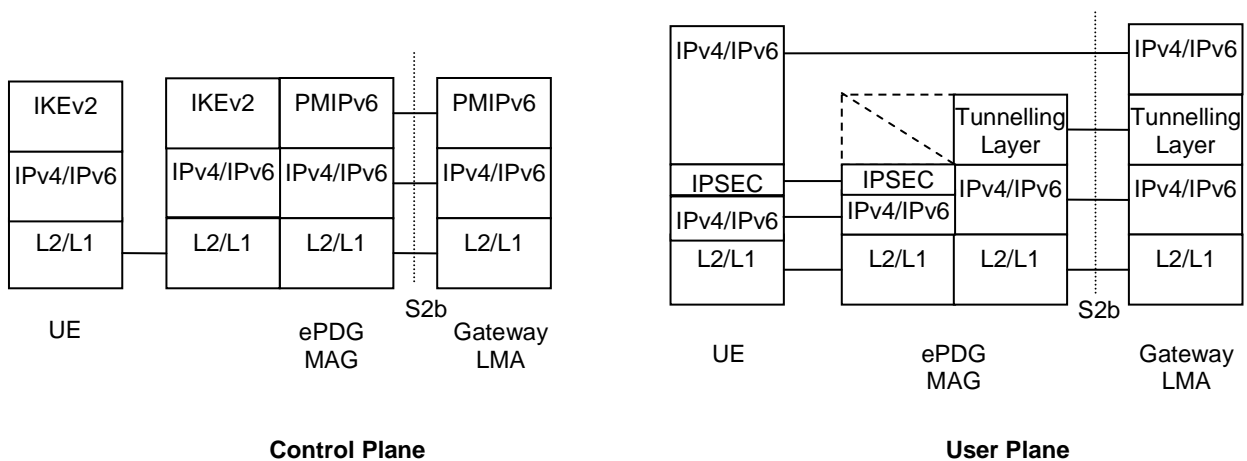 IKEv2 IKEv2 PMIPv6 PMIPv6
IPv4/IPv6 IPv4/IPv6 IPv4/IPv6 IPv4/IPv6
L2/L1 L2/L1 L2/L1 L2/L1
S2b
UE ePDG Gateway
MAG LMA
Control Plane
IPv4/IPv6 IPv4/IPv6
Tunnelling Tunnelling
Layer Layer
IPSEC IPSEC IPv4/IPv6 IPv4/IPv6
IPv4/IPv6 IPv4/IPv6
L2/L1 L2/L1 L2/L1 L2/L1
S2b
UE ePDG Gateway
MAG LMA
User Plane